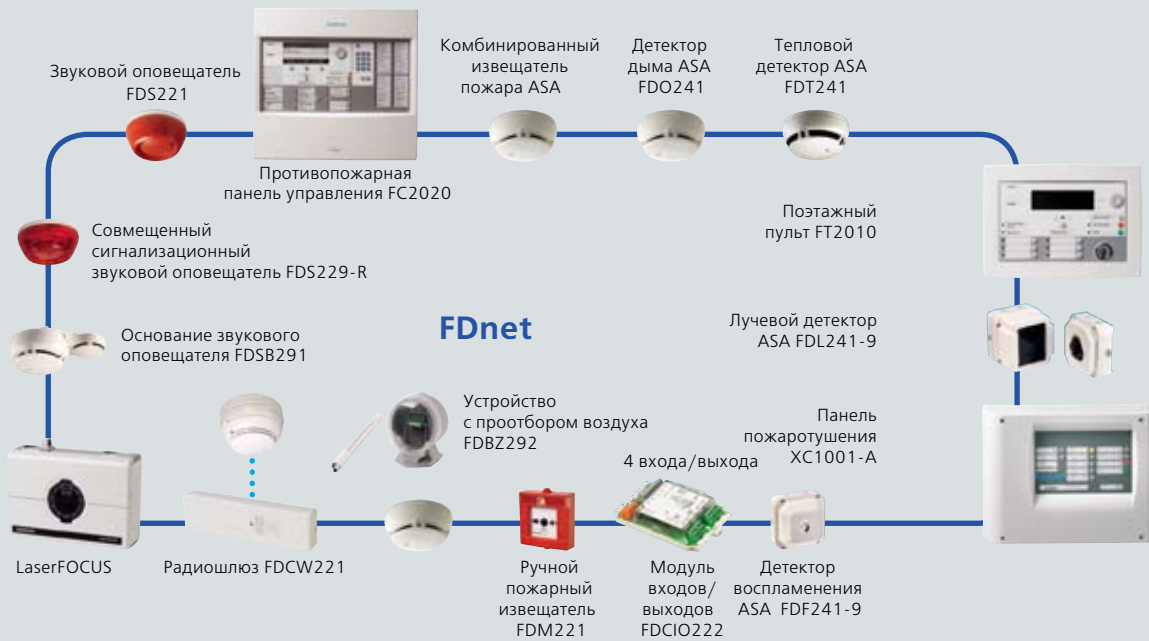 Звуковой оповещатель
FDS221
Комбинированный
извещатель
пожара ASA
Детектор
дыма ASA
FDO241
Тепловой
детектор ASA
FDT241
Противопожарная
панель управления FC2020
Поэтажный
пульт FT2010
Совмещенный
сигнализационный
звуковой оповещатель FDS229-R
FDnet
Лучевой детектор
ASA FDL241-9
Основание звукового
оповещателя FDSB291
Устройство
с проотбором воздуха
FDBZ292
Панель
пожаротушения
XC1001-A
4 входа/выхода
LaserFOCUS
Радиошлюз FDCW221
Ручной
пожарный
извещатель
FDM221
Модуль
входов/
выходов
FDCIO222
Детектор
воспламенения
ASA FDF241-9